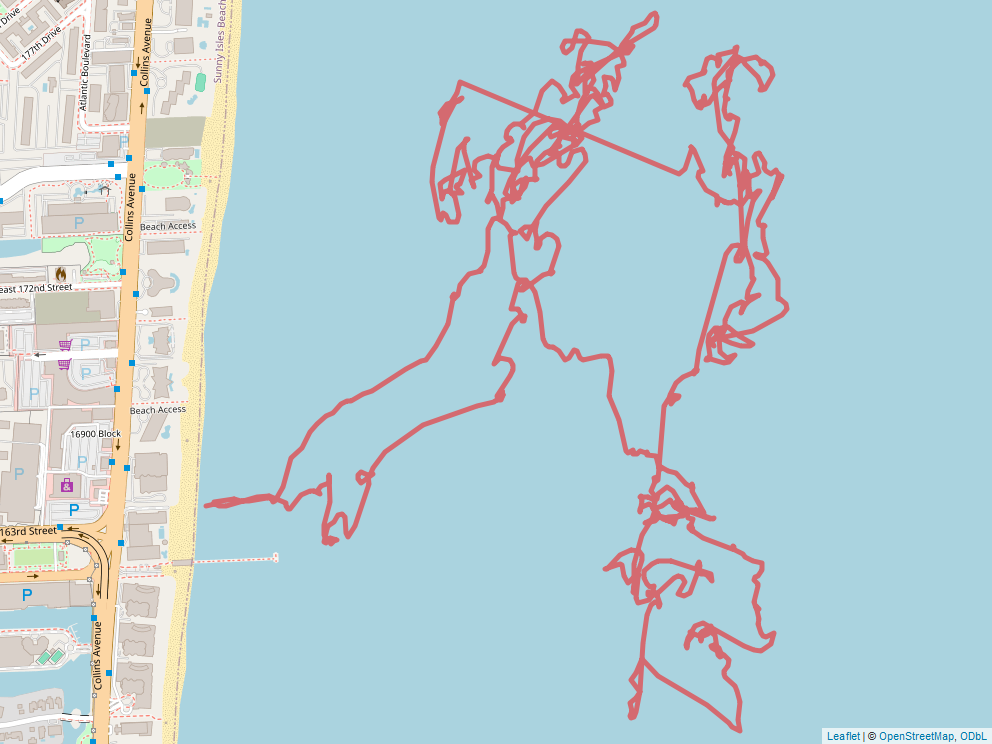 Drive
177th Drive
Atlantic Boulevard
Collins Avenue
Sunny Isles Beach
Collins Avenue
P
Beach Access
east 172nd Street
P
P
P
Beach Access
16900 Block
P
P
P
163rd Street
P
Collins Avenue
Leaflet | © OpenStreetMap, ODbL